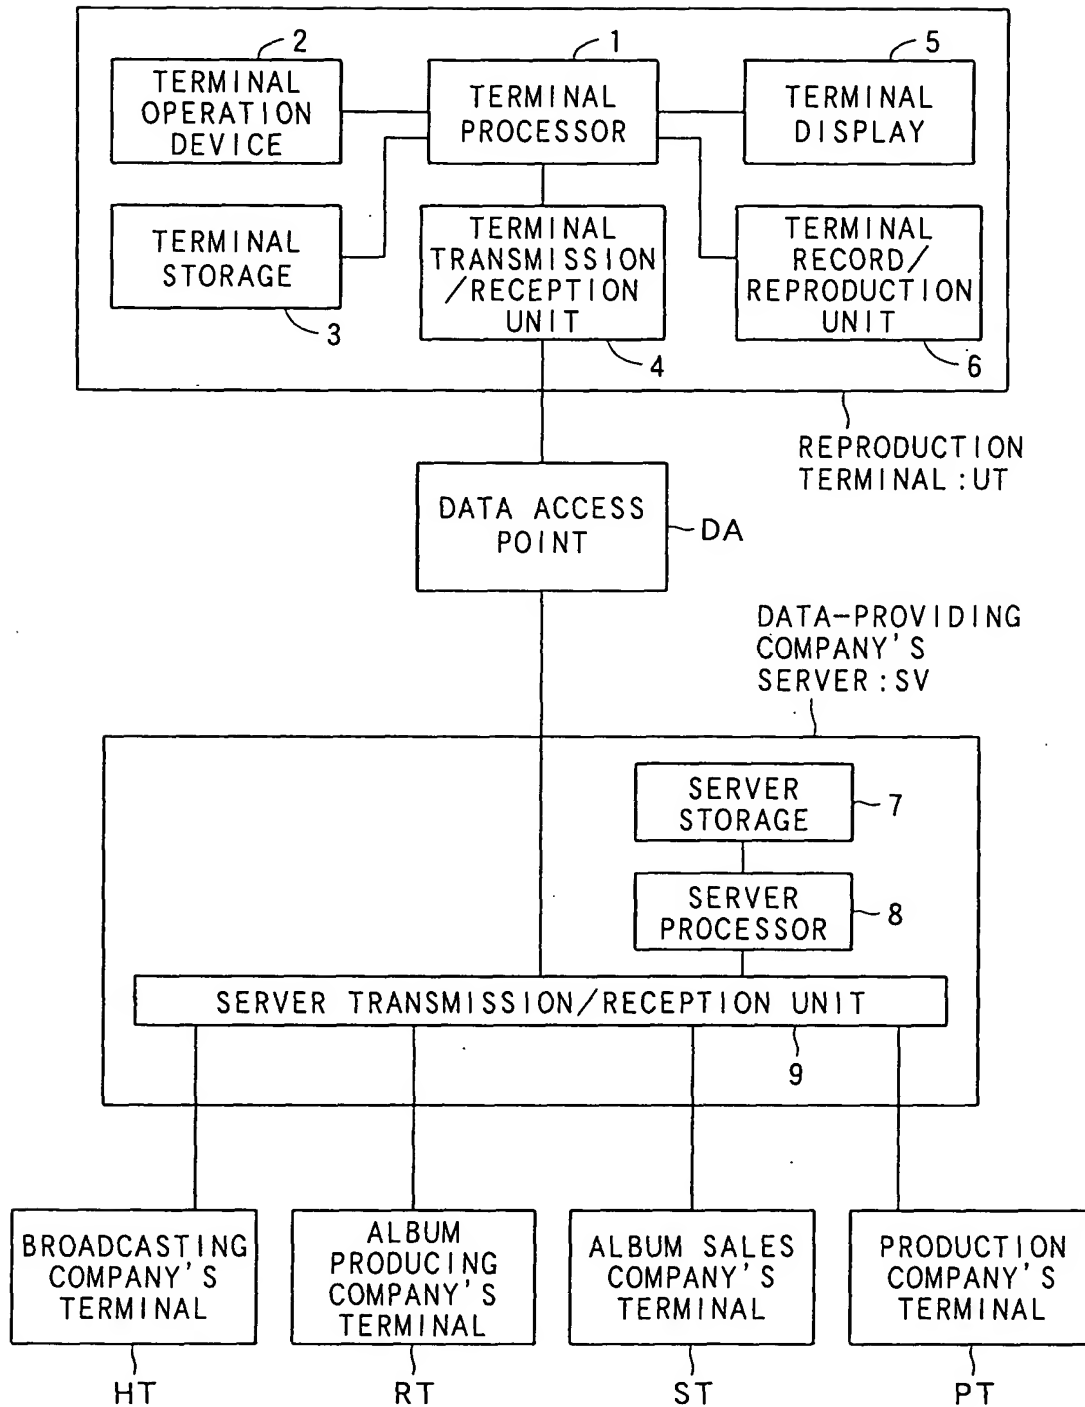 2
1
5
TERMINAL
OPERATION
DEVICE
TERMINAL
PROCESSOR
TERMINAL
DISPLAY
TERMINAL
STORAGE
TERMINAL
TRANSMISSION
/RECEPTION
UNIT
TERMINAL
RECORD/
REPRODUCTION
UNIT
3
4
6
REPRODUCTION
TERMINAL:UT
DATA ACCESS
POINT
DA
DATA-PROVIDING
COMPANY'S
SERVER:SV
SERVER
STORAGE
7
SERVER
PROCESSOR
8
SERVER TRANSMISSION/RECEPTION UNIT
9
BROADCASTING
COMPANY'S
TERMINAL
ALBUM
PRODUCING
COMPANY'S
TERMINAL
ALBUM SALES
COMPANY'S
TERMINAL
PRODUCTION
COMPANY'S
TERMINAL
HT
RT
ST
PT